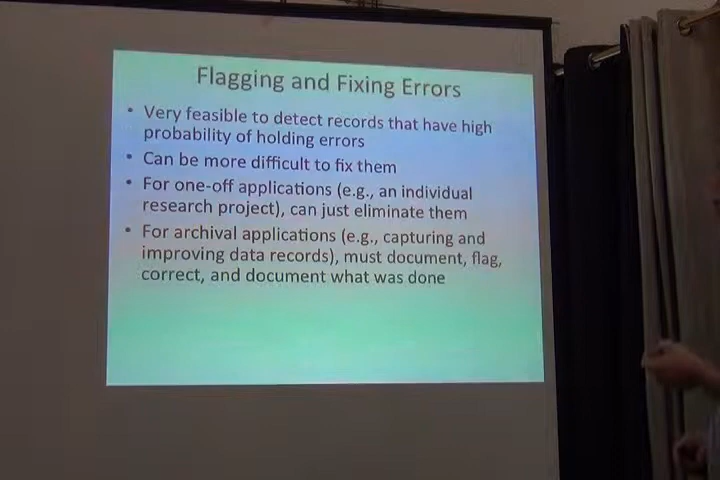 Flagging and Fixing Errors
• Very feasible to detect records that have high
probability of holding errors
• Can be more difficult to fix them
• For one-off applications (e.g., an individual
research project), can just eliminate them
• For archival applications (e.g., capturing and
improving data records), must document, flag,
correct, and document what was done